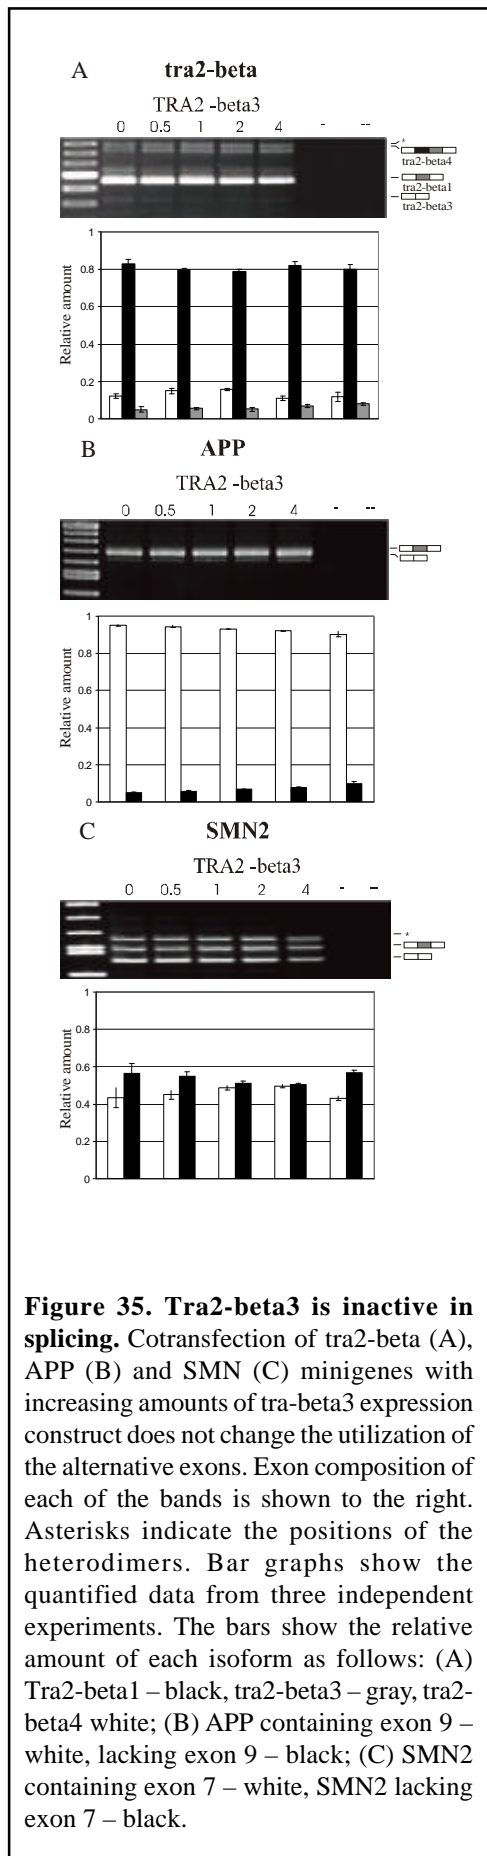 A tra2-beta
TRA2 -beta3
0 0.5 1 2 4 - --
*
tra2-beta4
tra2-beta1
tra2-beta3
Relative amount
1
0.8
0.6
0.4
0.2
0
B APP
TRA2 -beta3
0 0.5 1 2 4 - --
Relative amount
1
0.8
0.6
0.4
0.2
0
C SMN2
TRA2 -beta3
0 0.5 1 2 4 - --
*
Relative amount
1
0.8
0.6
0.4
0.2
0
Figure 35. Tra2-beta3 is inactive in
splicing. Cotransfection of tra2-beta (A),
APP (B) and SMN (C) minigenes with
increasing amounts of tra-beta3 expression
construct does not change the utilization of
the alternative exons. Exon composition of
each of the bands is shown to the right.
Asterisks indicate the positions of the
heterodimers. Bar graphs show the
quantified data from three independent
experiments. The bars show the relative
amount of each isoform as follows: (A)
Tra2-beta1 – black, tra2-beta3 – gray, tra2-
beta4 white; (B) APP containing exon 9 –
white, lacking exon 9 – black; (C) SMN2
containing exon 7 – white, SMN2 lacking
exon 7 – black.